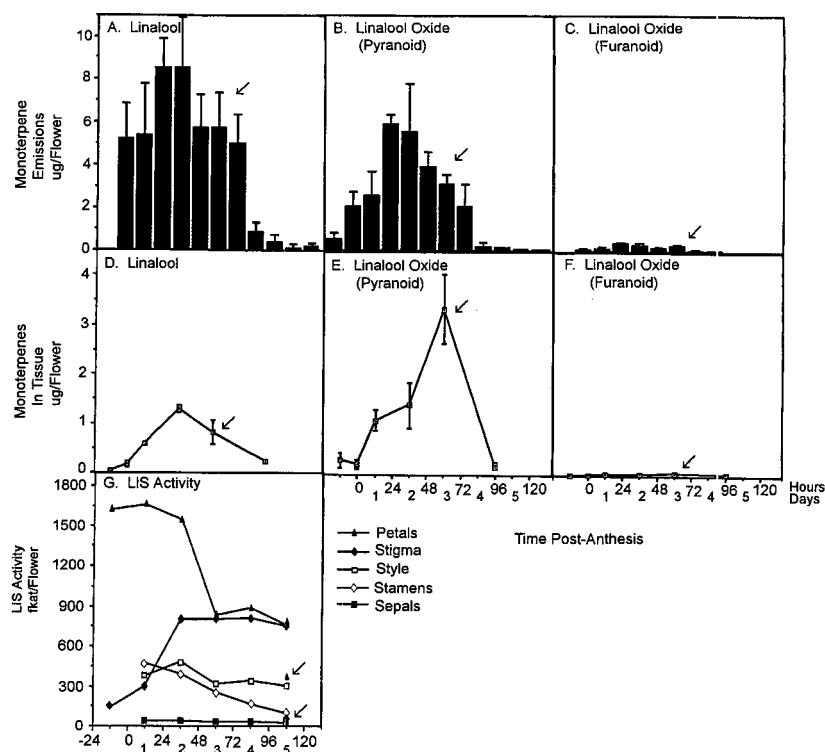 A. Linalool
B. Linalool Oxide
(Pyranoid)
C. Linalool Oxide
(Furanoid)
Monoterpene
Emissions
ug/Flower
10
8
6
4
2
0
D. Linalool
E. Linalool Oxide
(Pyranoid)
F. Linalool Oxide
(Furanoid)
Monoterpenes
In Tissue
ug/Flower
4
3
2
1
0
0 24 48 72 96 120
1 2 3 4 5
0 24 48 72 96 120 Hours
1 2 3 4 5 Days
G. LIS Activity
LIS Activity
fkat/Flower
1800
1500
1200
900
600
300
0
-24 0 24 48 72 96 120
1 2 3 4 5
Petals
Stigma
Style
Stamens
Sepals
Time Post-Anthesis